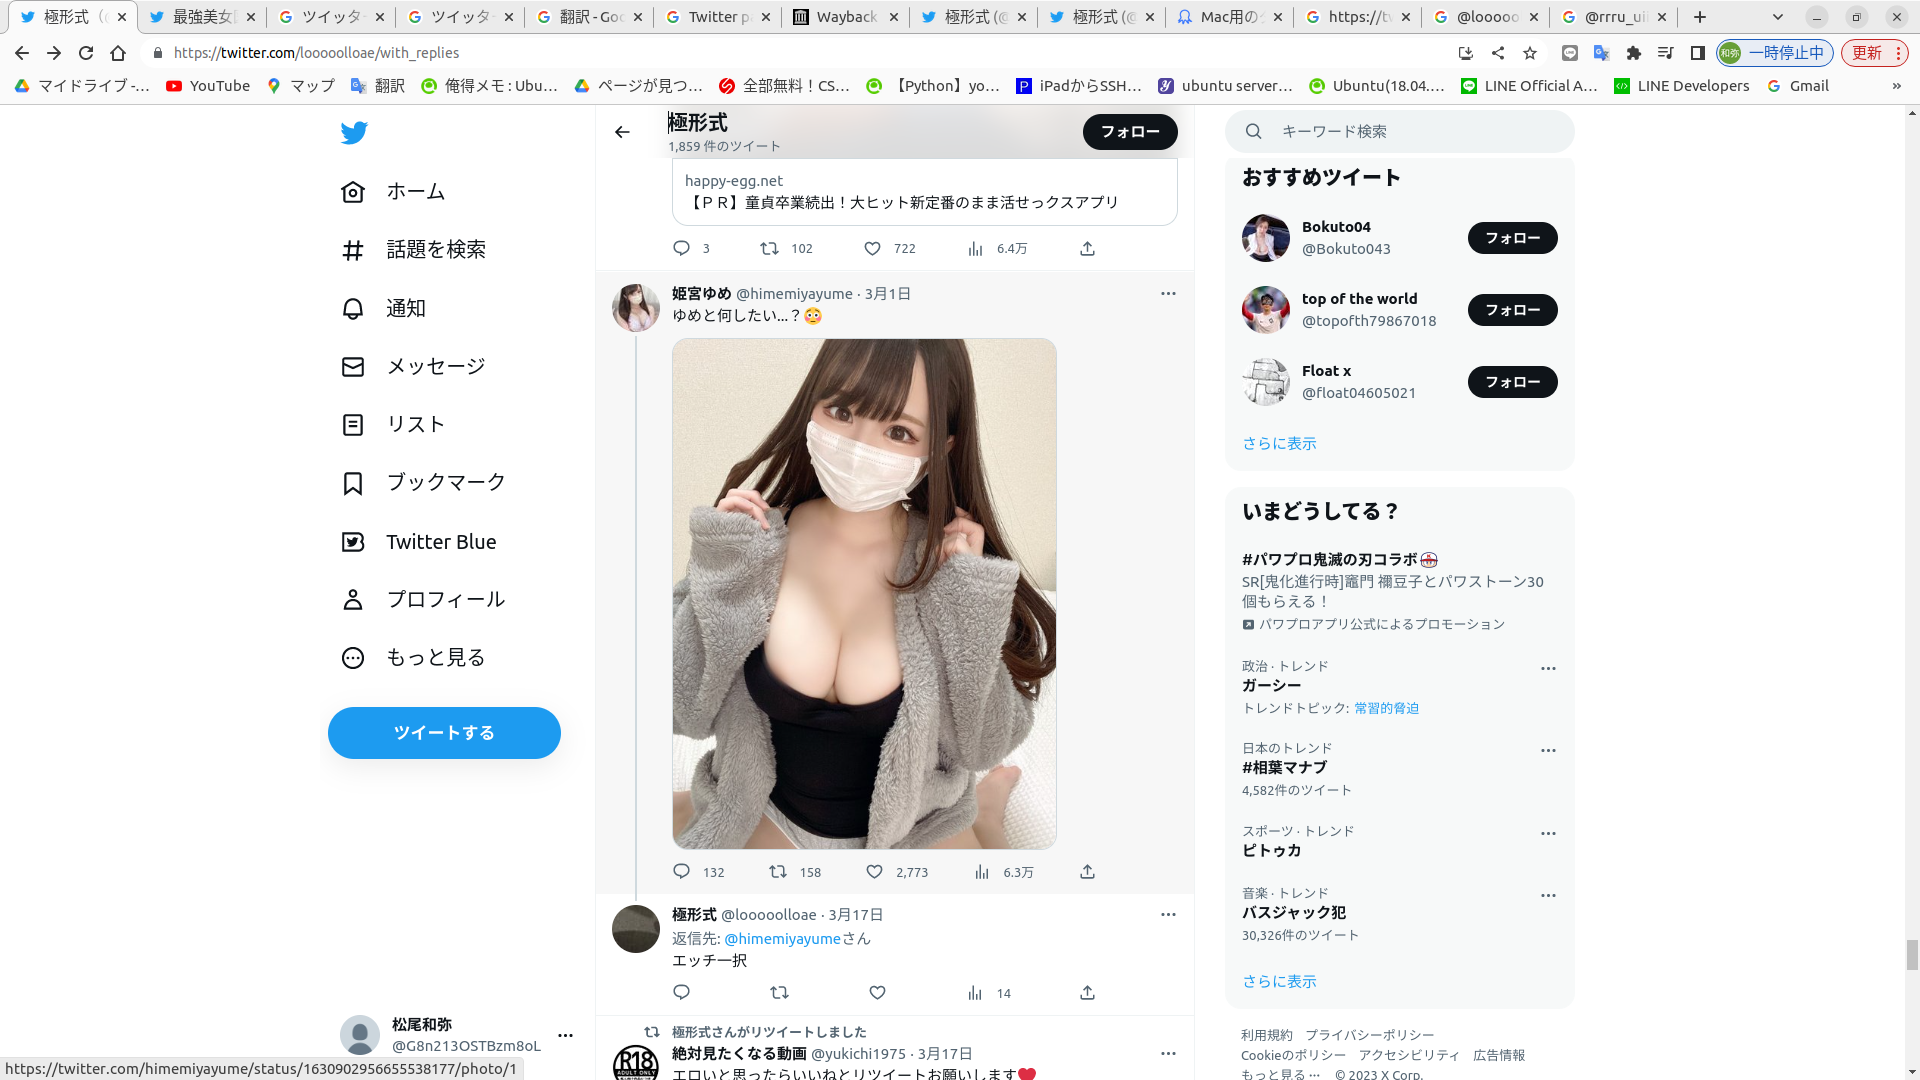 極形式（@
最強美女図
ツイッター
ツイッター
翻訳 - Goo
Twitter pa
Wayback
極形式 (@
極形式 (@
Mac用の
https://tw
@looooo
@rrru_uii
https://twitter.com/looooolloae/with_replies
和弥
一時停止中
更新
マイドライブ -…
YouTube
マップ
翻訳
俺得メモ : Ubu…
ページが見つ…
全部無料！CS…
【Python】yo…
iPadからSSH…
ubuntu server…
Ubuntu(18.04.…
LINE Official A…
LINE Developers
Gmail
»
ホーム
話題を検索
通知
メッセージ
リスト
ブックマーク
Twitter Blue
プロフィール
もっと見る
ツイートする
松尾和弥
@G8n213OSTBzm8oL
https://twitter.com/himemiyayume/status/1630902956655538177/photo/1
極形式
1,859 件のツイート
フォロー
happy-egg.net
【ＰＲ】童貞卒業続出！大ヒット新定番のまま活せっクスアプリ
3 102 722 6.4万
姫宮ゆめ @himemiyayume · 3月1日
ゆめと何したい…？😳
132 158 2,773 6.3万
極形式 @looooolloae · 3月17日
返信先: @himemiyayumeさん
エッチ一択
14
極形式さんがリツイートしました
R18
ADULT ONLY
絶対見たくなる動画 @yukichi1975 · 3月17日
エロいと思ったらいいねとリツイートお願いします❤️
キーワード検索
おすすめツイート
Bokuto04
@Bokuto043
フォロー
top of the world
@topofth79867018
フォロー
Float x
@float04605021
フォロー
さらに表示
いまどうしてる？
#パワプロ鬼滅の刃コラボ
SR[鬼化進行時]竈門 禰豆子とパワストーン30
個もらえる！
パワプロアプリ公式によるプロモーション
政治 · トレンド
ガーシー
トレンドトピック: 常習的脅迫
日本のトレンド
#相葉マナブ
4,582件のツイート
スポーツ · トレンド
ピトゥカ
音楽 · トレンド
バスジャック犯
30,326件のツイート
さらに表示
利用規約 プライバシーポリシー
Cookieのポリシー アクセシビリティ 広告情報
もっと見る … © 2023 X Corp.